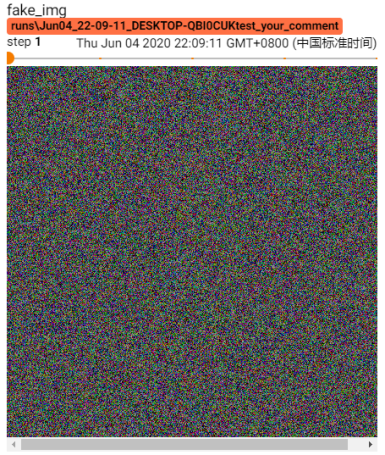 fake_img
runs\Jun04_22-09-11_DESKTOP-QBI0CUKtest_your_comment
step 1 Thu Jun 04 2020 22:09:11 GMT+0800 (中国标准时间)